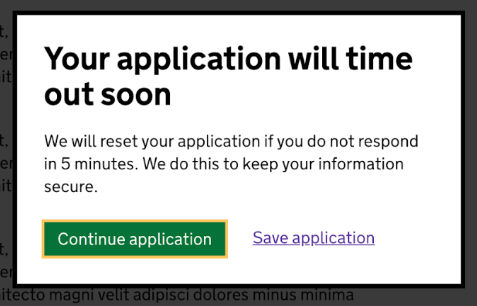 Your application will time
out soon
We will reset your application if you do not respond
in 5 minutes. We do this to keep your information
secure.
Continue application
Save application
itecto magni velit adipisci dolores minus minima